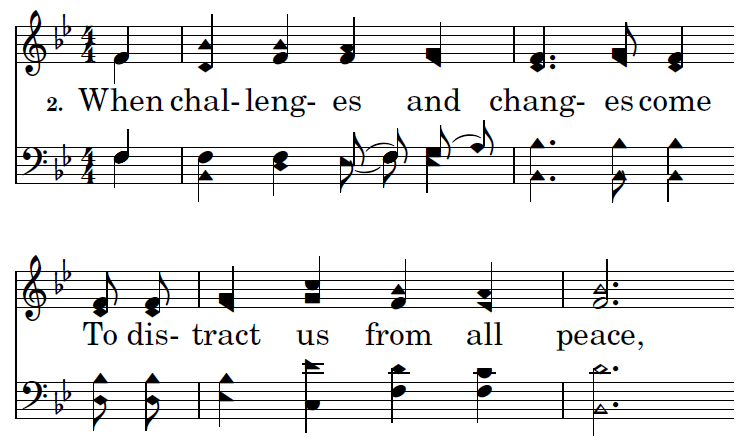 2. When chal- leng- es and chang- es come
To dis- tract us from all peace,